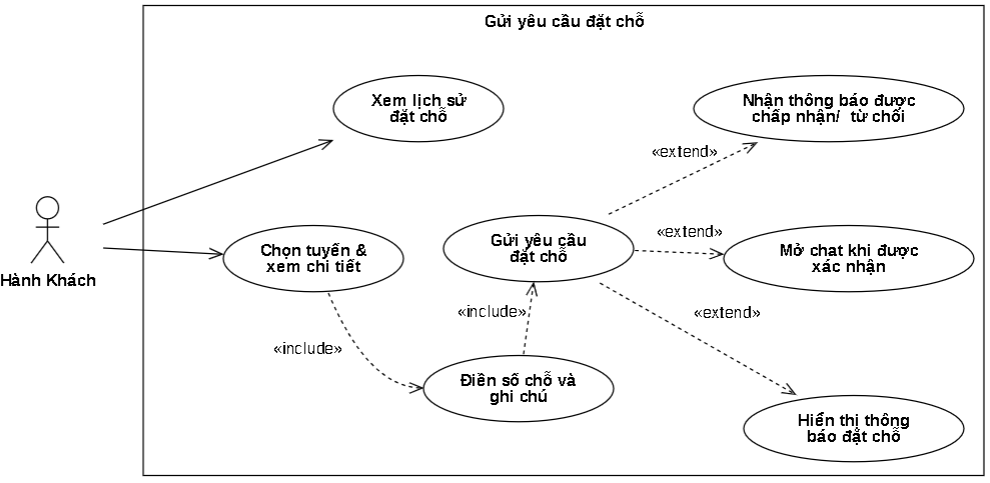 Gửi yêu cầu đặt chỗ
Xem lịch sử
đặt chỗ
Nhận thông báo được
chấp nhận/ từ chối
«extend»
Hành Khách
Chọn tuyến &
xem chi tiết
Gửi yêu cầu
đặt chỗ
«extend»
Mở chat khi được
xác nhận
«include»
«extend»
«include»
Điền số chỗ và
ghi chú
Hiển thị thông
báo đặt chỗ